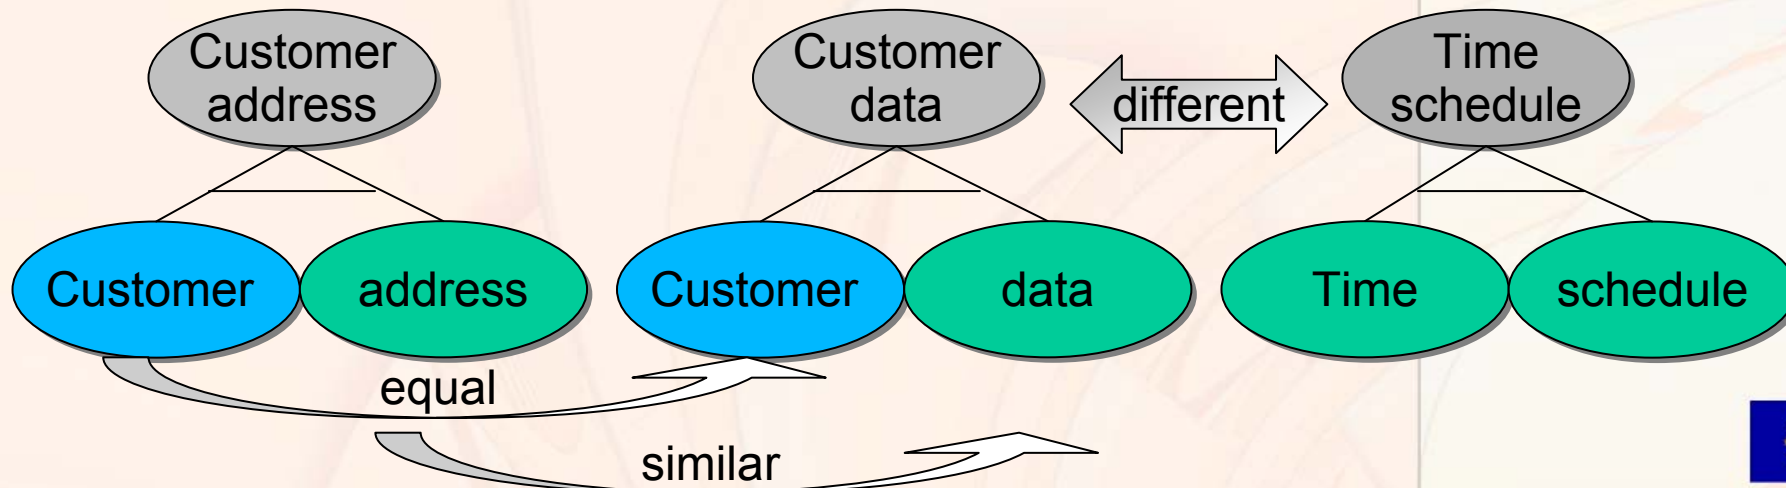 Customer
address
Customer
data
different
Time
schedule
Customer
address
Customer
data
Time
schedule
equal
similar